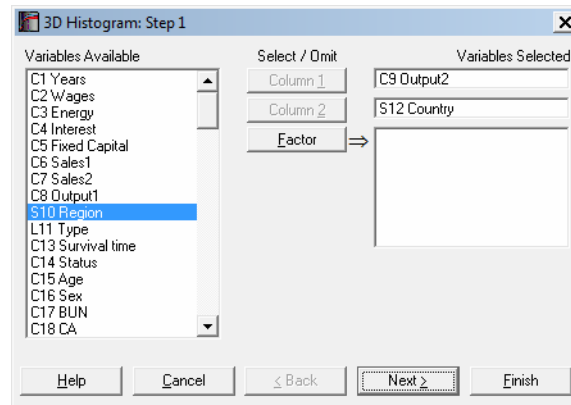 3D Histogram: Step 1
Variables Available
Select / Omit
Variables Selected
C1 Years
C2 Wages
C3 Energy
C4 Interest
C5 Fixed Capital
C6 Sales1
C7 Sales2
C8 Output1
S10 Region
L11 Type
C13 Survival time
C14 Status
C15 Age
C16 Sex
C17 BUN
C18 CA
Column 1
Column 2
Factor
C9 Output2
S12 Country
Help
Cancel
< Back
Next >
Finish